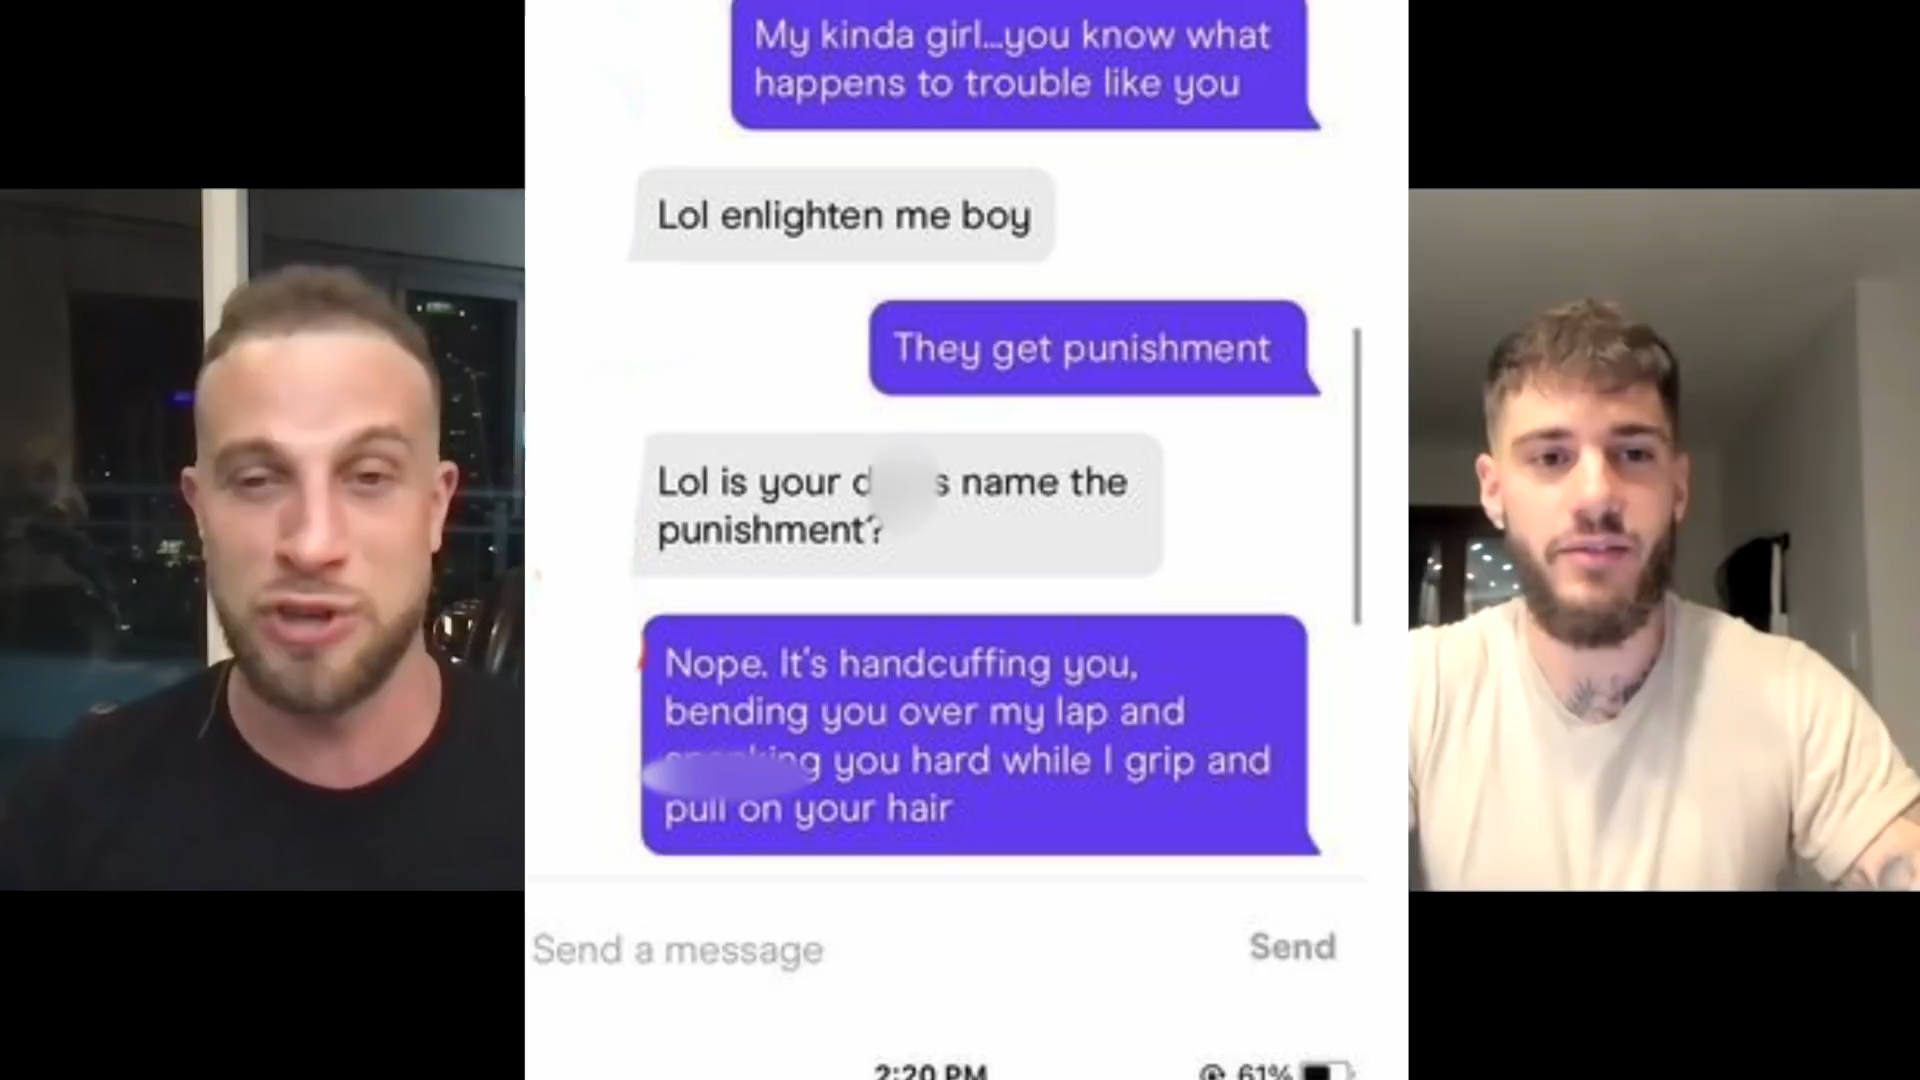 My kinda girl...you know what
happens to trouble like you
Lol enlighten me boy
They get punishment
Lol is your d s name the
punishment?
Nope. It's handcuffing you,
bending you over my lap and
you hard while I grip and
pull on your hair
Send a message
Send
2:20 PM
61%